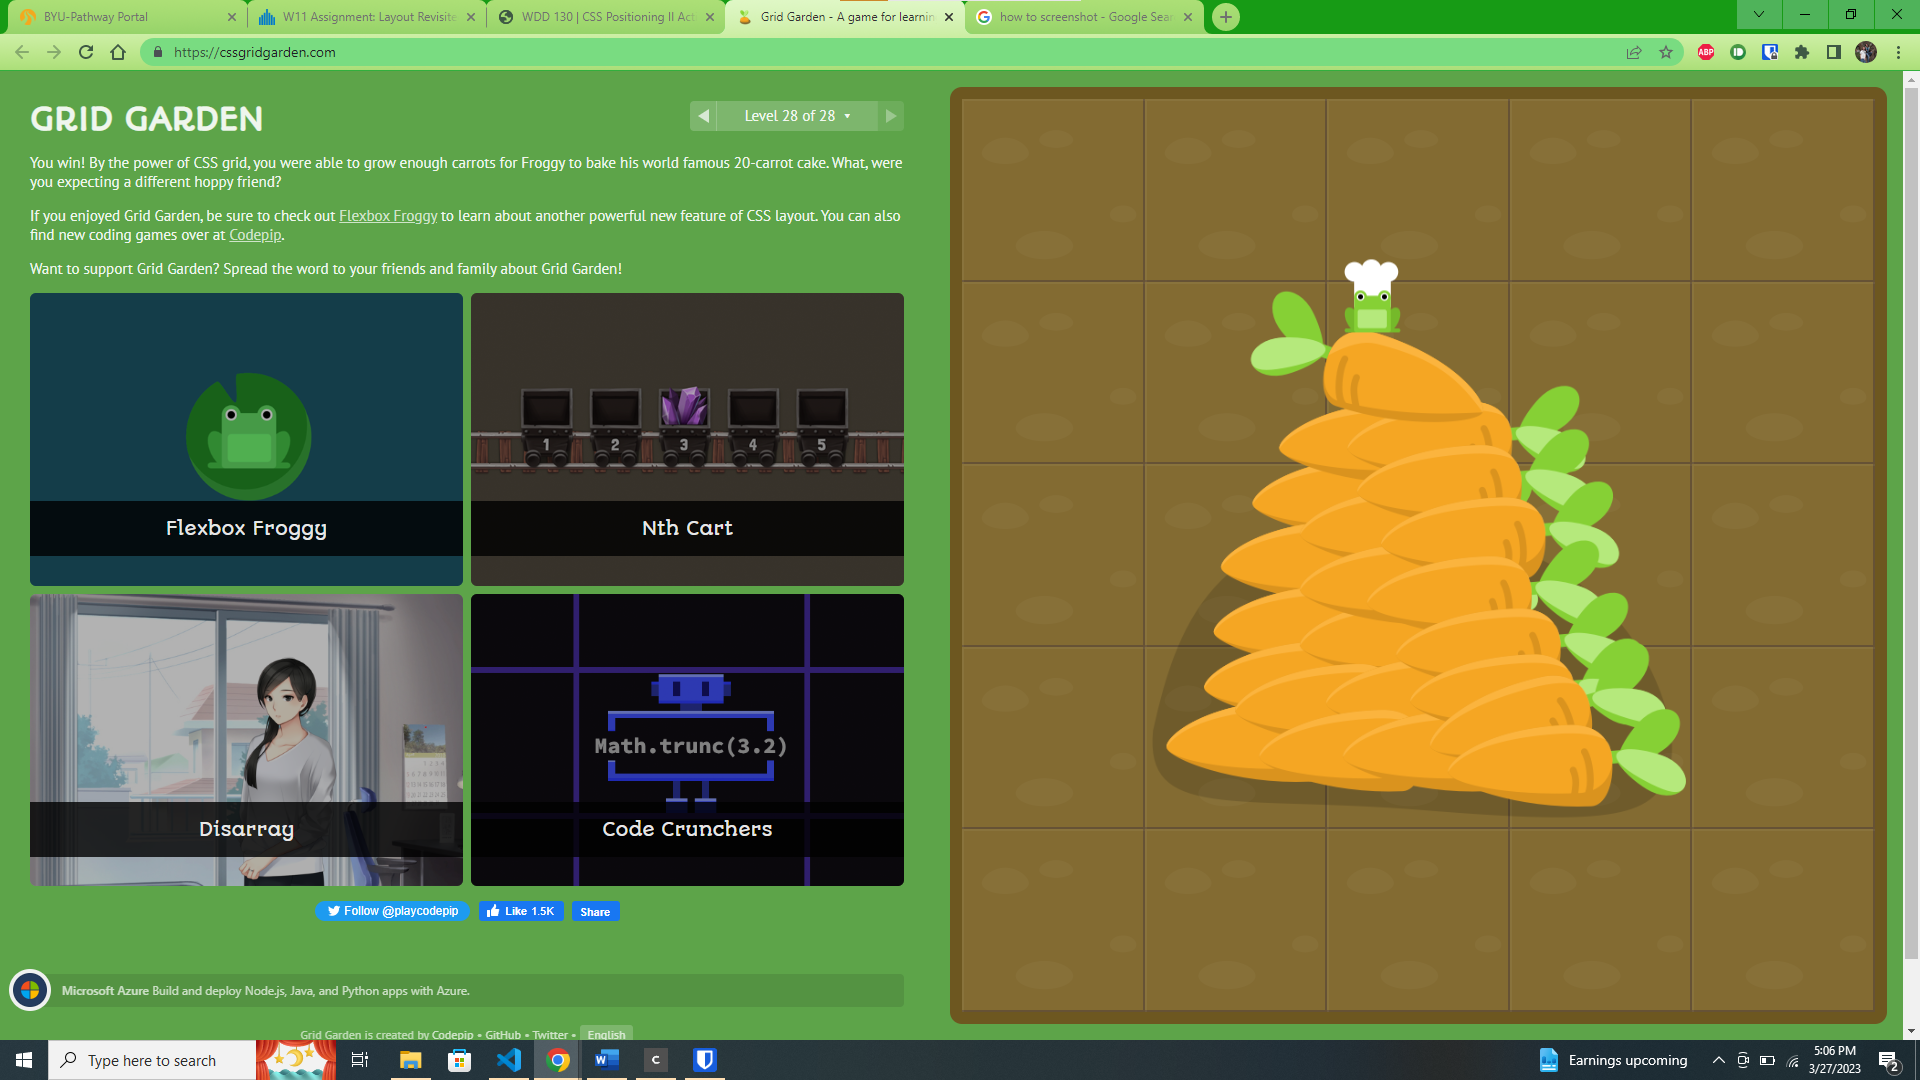 BYU-Pathway Portal
W11 Assignment: Layout Revisite
WDD 130 | CSS Positioning II Act
Grid Garden - A game for learnin
how to screenshot - Google Sear
https://cssgridgarden.com
ABP
GRID GARDEN
Level 28 of 28
You win! By the power of CSS grid, you were able to grow enough carrots for Froggy to bake his world famous 20-carrot cake. What, were
you expecting a different hoppy friend?
If you enjoyed Grid Garden, be sure to check out Flexbox Froggy to learn about another powerful new feature of CSS layout. You can also
find new coding games over at Codepip.
Want to support Grid Garden? Spread the word to your friends and family about Grid Garden!
1 2 3 4 5
Flexbox Froggy
Nth Cart
Math.trunc(3.2)
Disarray
Code Crunchers
Follow @playcodepip
Like 1.5K
Share
Microsoft Azure Build and deploy Node.js, Java, and Python apps with Azure.
Grid Garden is created by Codepip • GitHub • Twitter • English
Type here to search
W
C
Earnings upcoming
5:06 PM
3/27/2023
2